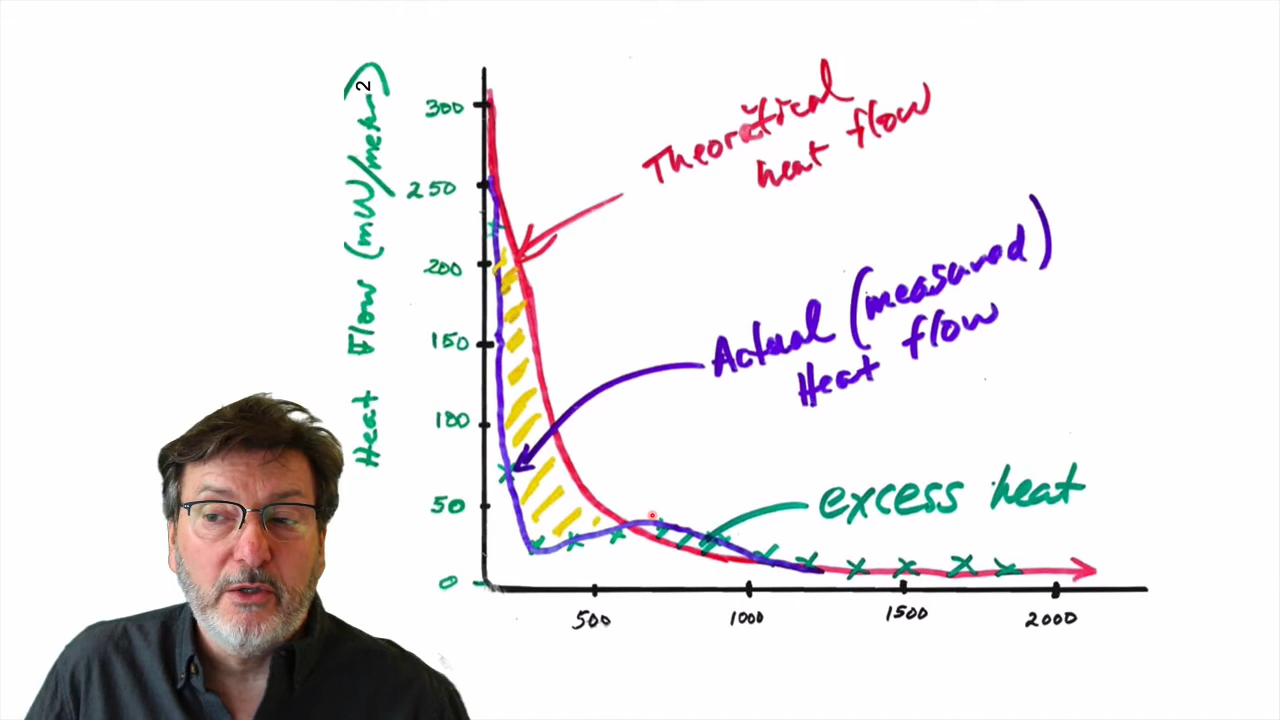 Heat Flow (mW/meter²)
300
250
200
150
100
50
0
500
1000
1500
2000
Theoretical
heat flow
Actual (measured)
Heat flow
excess heat